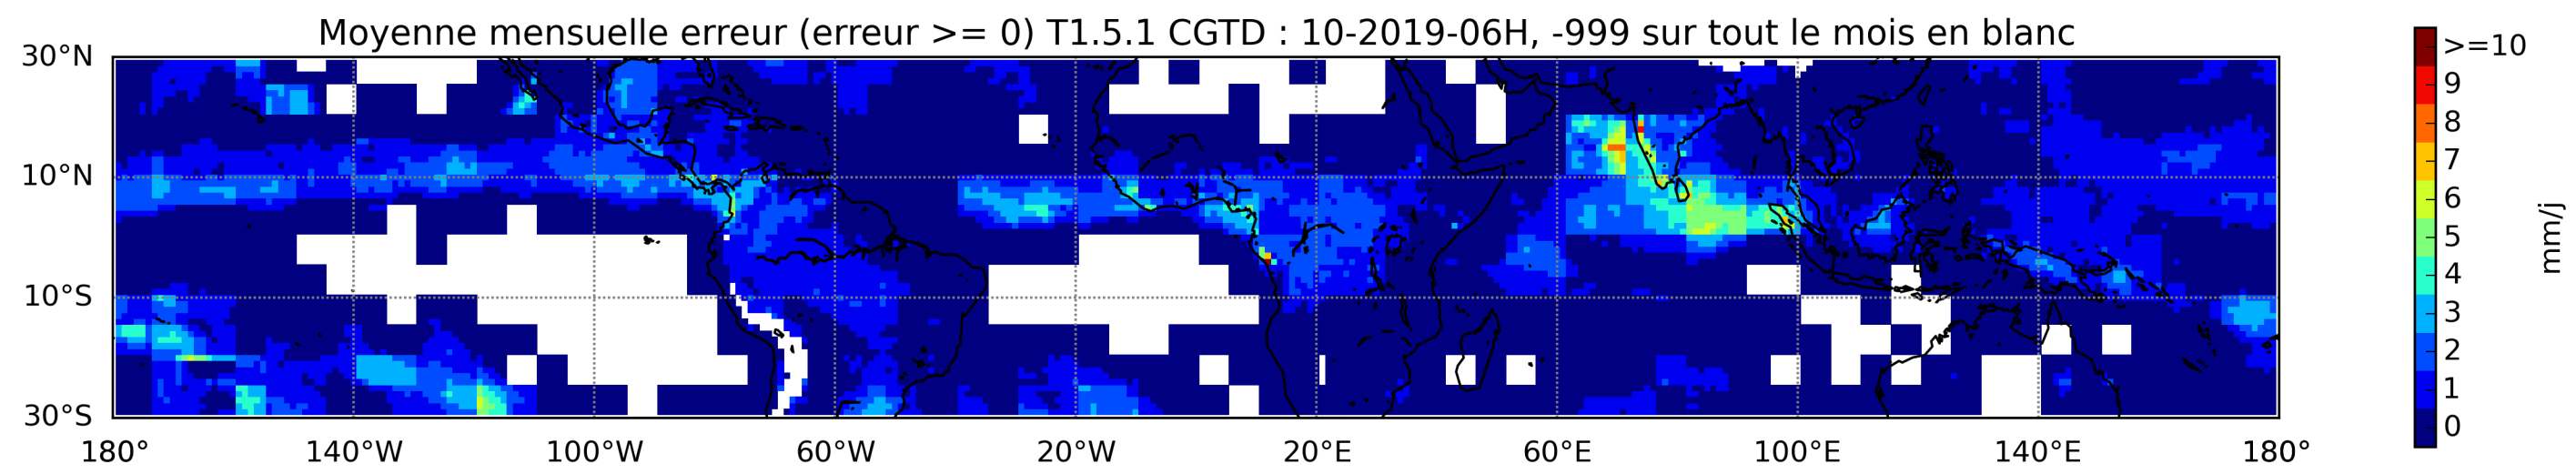 Moyenne mensuelle erreur (erreur >= 0) T1.5.1 CGTD : 10-2019-06H, -999 sur tout le mois en blanc
30°N
10°N
10°S
30°S
180° 140°W 100°W 60°W 20°W 20°E 60°E 100°E 140°E 180°
>=10
9
8
7
6
5
4
3
2
1
0
mm/j